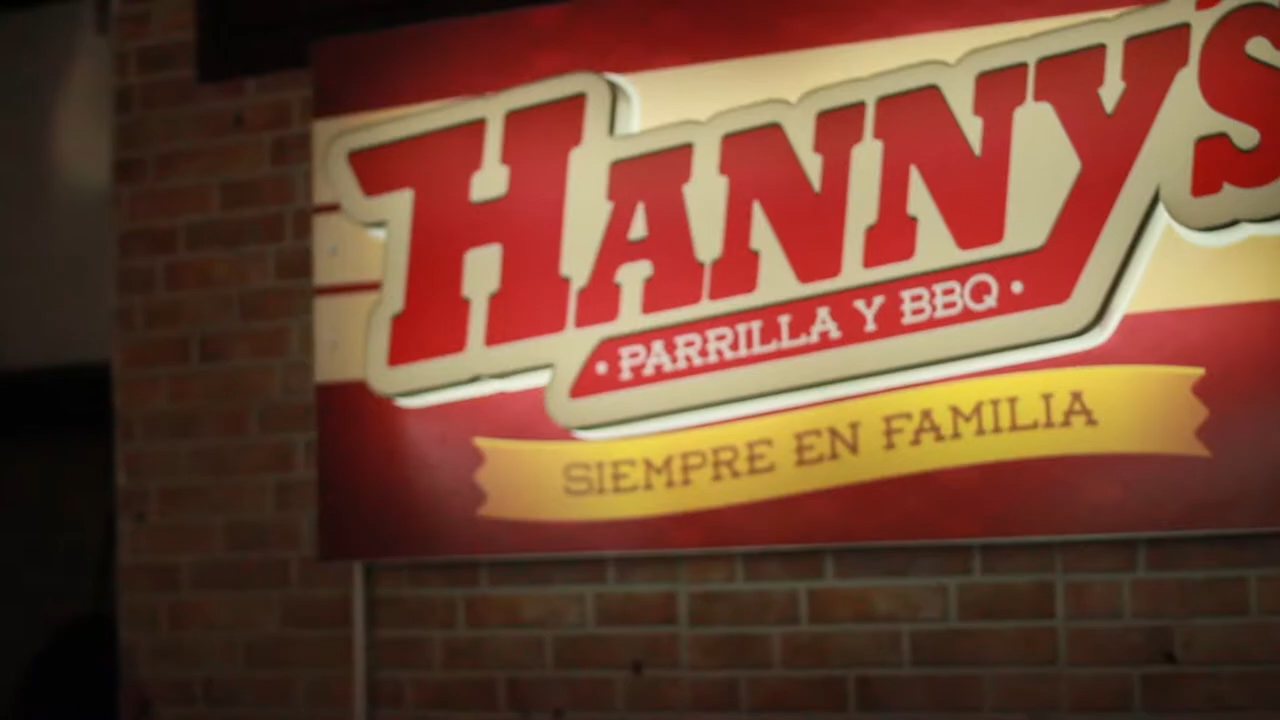 HANNY'S
• PARRILLA Y BBQ •
SIEMPRE EN FAMILIA